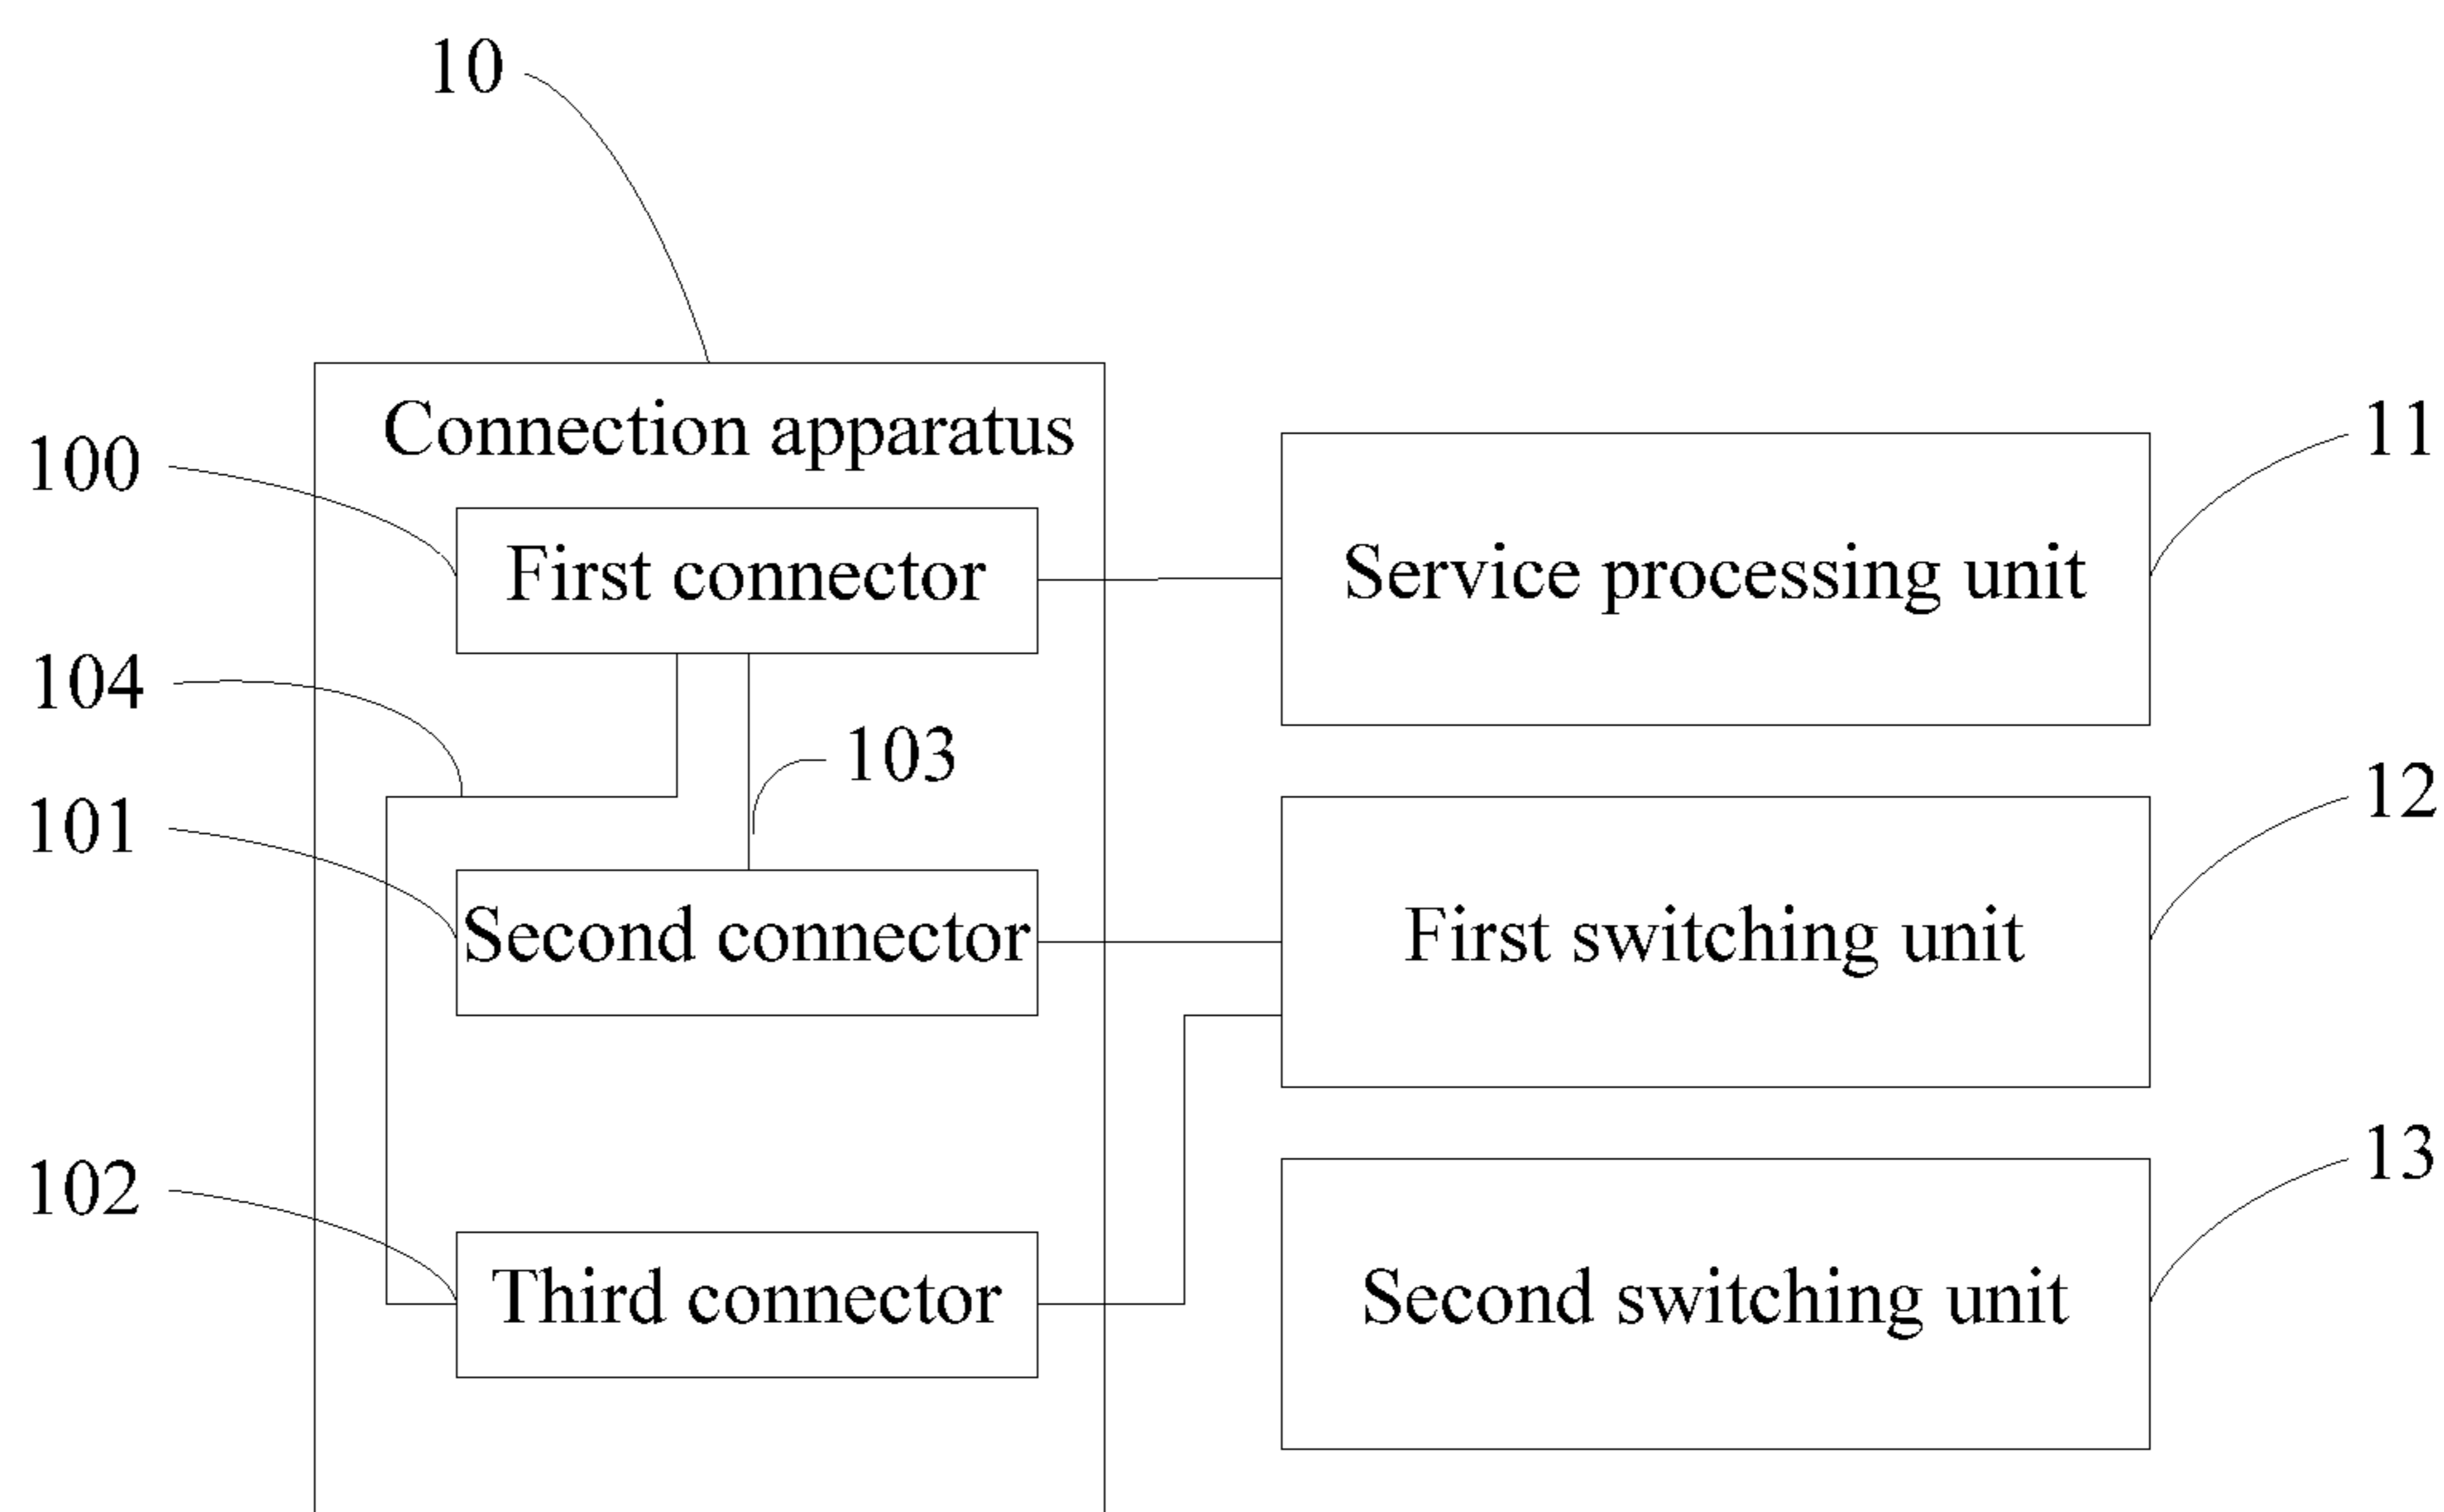 10
Connection apparatus
100
First connector
Service processing unit
11
104
103
101
Second connector
First switching unit
12
102
Third connector
Second switching unit
13